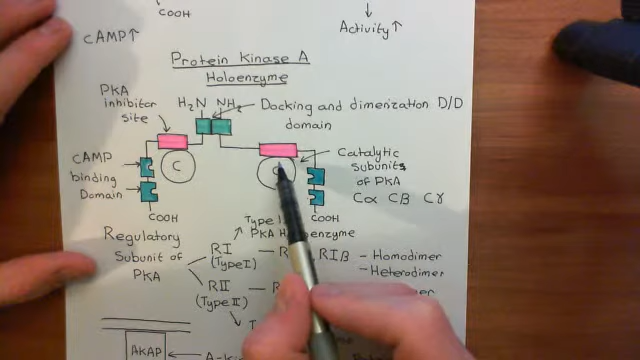 COOH
cAMP↑
Activity↑
Protein Kinase A
Holoenzyme
PKA
inhibitor
site
H₂N NH₂
Docking and dimerization D/D
domain
C
CAMP
binding
Domain
Catalytic
Subunits
of PKA
Cα Cβ Cγ
COOH
COOH
Regulatory
Subunit of
PKA
Type I
PKA Holoenzyme
RI
(Type I)
RIβ
- Homodimer
- Heterodimer
RII
(Type II)
AKAP